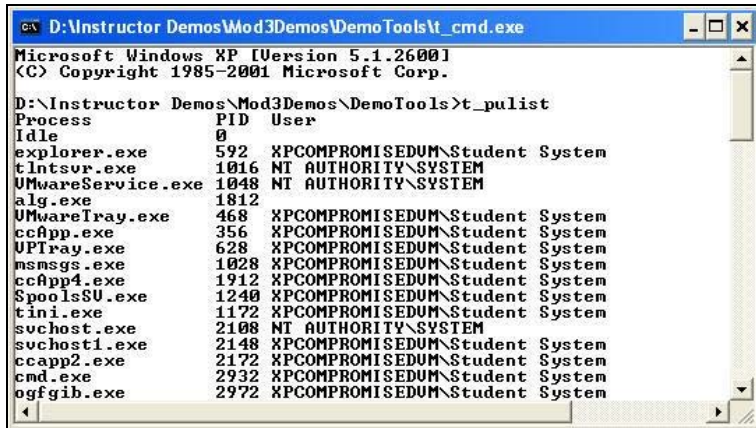 D:\Instructor Demos\Mod3Demos\DemoTools\t_cmd.exe
Microsoft Windows XP [Version 5.1.2600]
(C) Copyright 1985-2001 Microsoft Corp.
D:\Instructor Demos\Mod3Demos\DemoTools>t_pulist
Process PID User
Idle 0
explorer.exe 592 XPCOMPROMISEDVM\Student System
tlntsvr.exe 1016 NT AUTHORITY\SYSTEM
VMwareService.exe 1048 NT AUTHORITY\SYSTEM
alg.exe 1812
VMwareTray.exe 468 XPCOMPROMISEDVM\Student System
ccApp.exe 356 XPCOMPROMISEDVM\Student System
VPTray.exe 628 XPCOMPROMISEDVM\Student System
msmsgs.exe 1028 XPCOMPROMISEDVM\Student System
ccApp4.exe 1912 XPCOMPROMISEDVM\Student System
SpoolsSV.exe 1240 XPCOMPROMISEDVM\Student System
tini.exe 1172 XPCOMPROMISEDVM\Student System
svchost.exe 2108 NT AUTHORITY\SYSTEM
svchost1.exe 2148 XPCOMPROMISEDVM\Student System
ccapp2.exe 2172 XPCOMPROMISEDVM\Student System
cmd.exe 2932 XPCOMPROMISEDVM\Student System
ogfgib.exe 2972 XPCOMPROMISEDVM\Student System